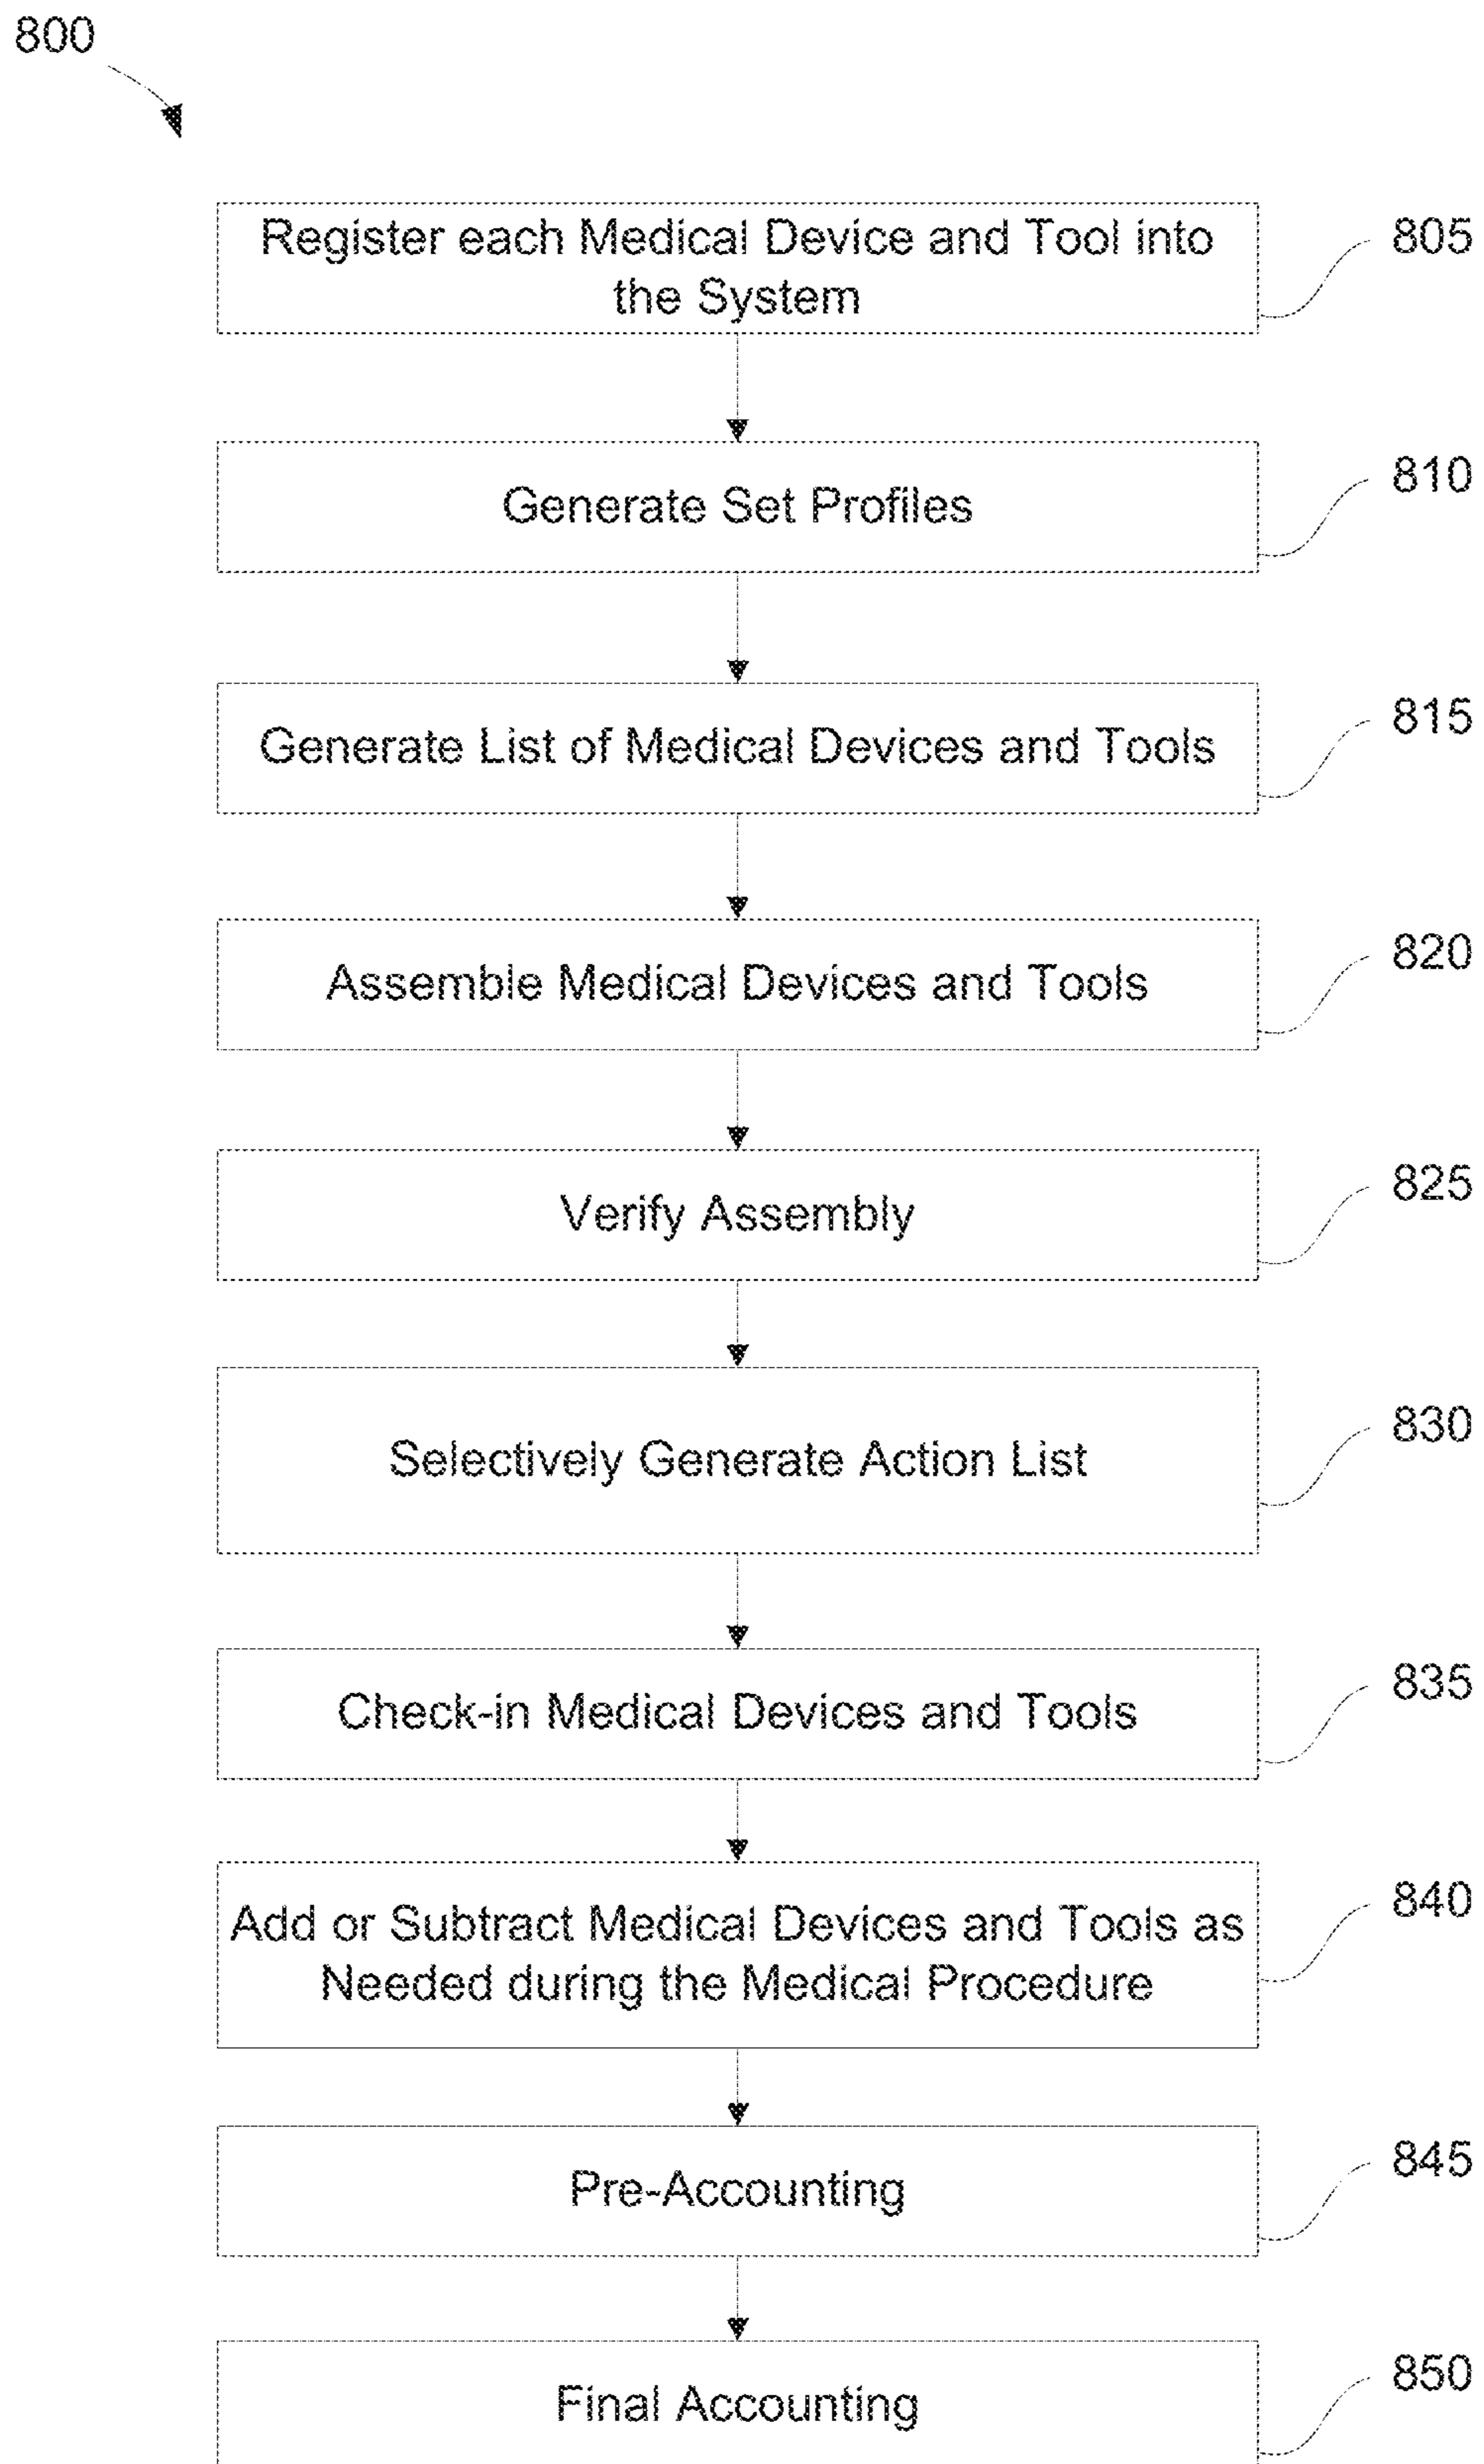 800
Register each Medical Device and Tool into
the System
805
Generate Set Profiles
810
Generate List of Medical Devices and Tools
815
Assemble Medical Devices and Tools
820
Verify Assembly
825
Selectively Generate Action List
830
Check-in Medical Devices and Tools
835
Add or Subtract Medical Devices and Tools as
Needed during the Medical Procedure
840
Pre-Accounting
845
Final Accounting
850